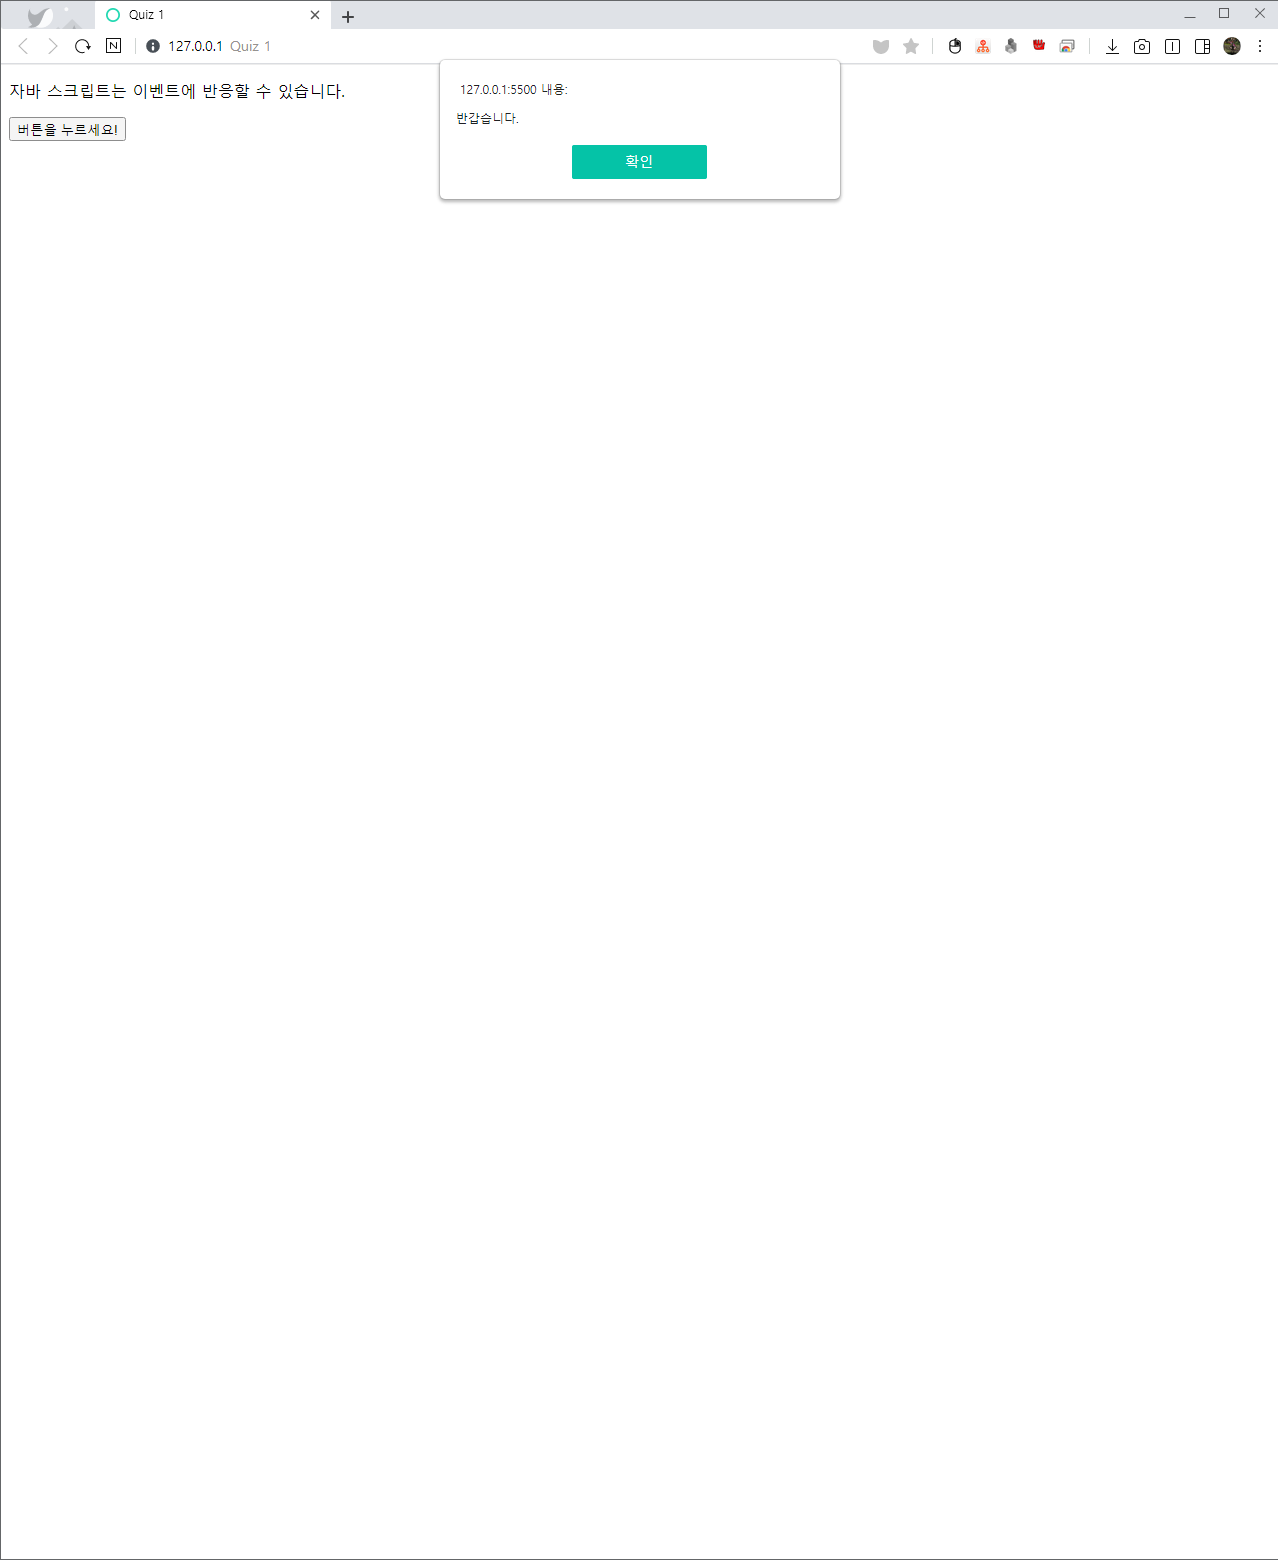 Quiz 1
N
127.0.0.1 Quiz 1
127.0.0.1:5500 내용:
반갑습니다.
확인
자바 스크립트는 이벤트에 반응할 수 있습니다.
버튼을 누르세요!